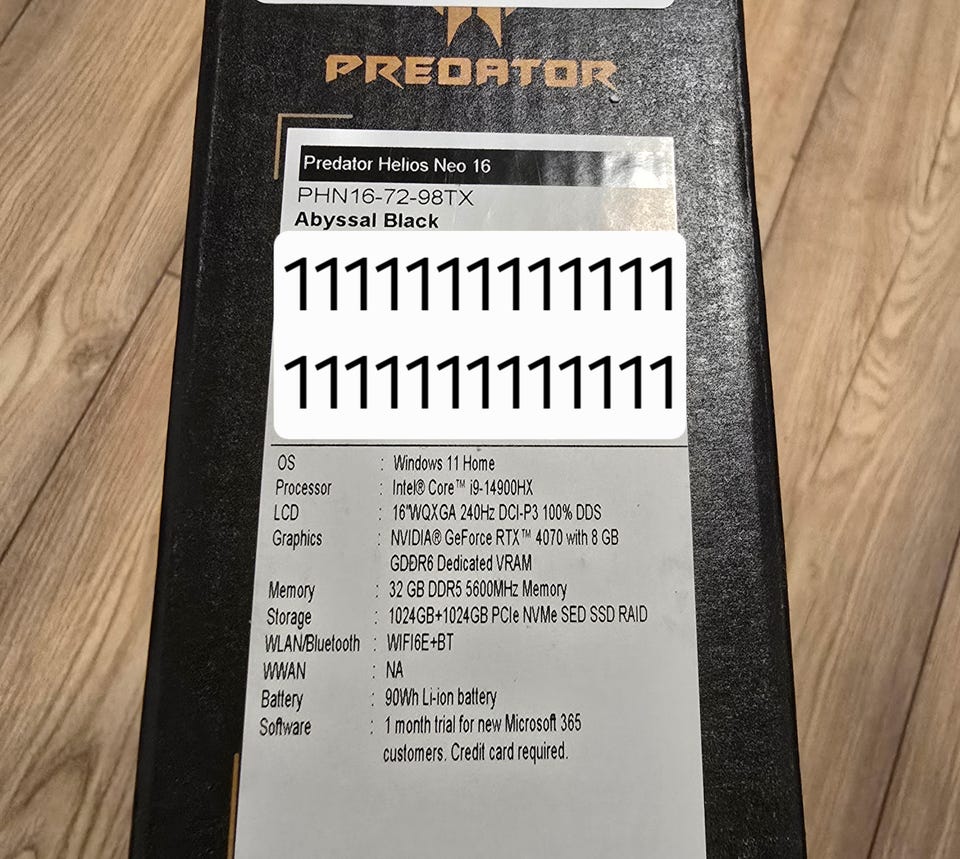 PREDATOR
Predator Helios Neo 16
PHN16-72-98TX
Abyssal Black
11111111111111
11111111111111
OS : Windows 11 Home
Processor : Intel® Core™ i9-14900HX
LCD : 16"WQXGA 240Hz DCI-P3 100% DDS
Graphics : NVIDIA® GeForce RTX™ 4070 with 8 GB
GDDR6 Dedicated VRAM
Memory : 32 GB DDR5 5600MHz Memory
Storage : 1024GB+1024GB PCIe NVMe SED SSD RAID
WLAN/Bluetooth : WIFI6E+BT
WWAN : NA
Battery : 90Wh Li-ion battery
Software : 1 month trial for new Microsoft 365
customers. Credit card required.